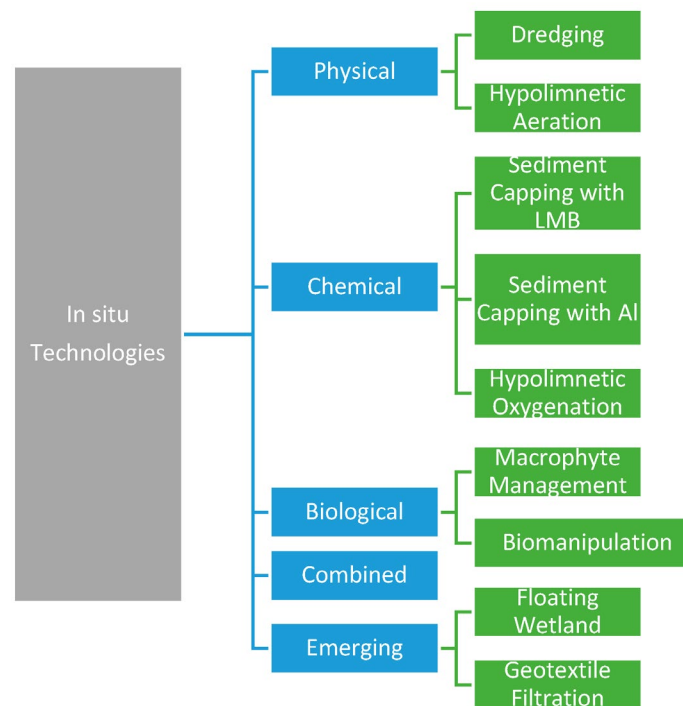 In situ
Technologies
Physical
Dredging
Hypolimnetic
Aeration
Chemical
Sediment
Capping with
LMB
Sediment
Capping with Al
Hypolimnetic
Oxygenation
Biological
Macrophyte
Management
Biomanipulation
Combined
Emerging
Floating
Wetland
Geotextile
Filtration